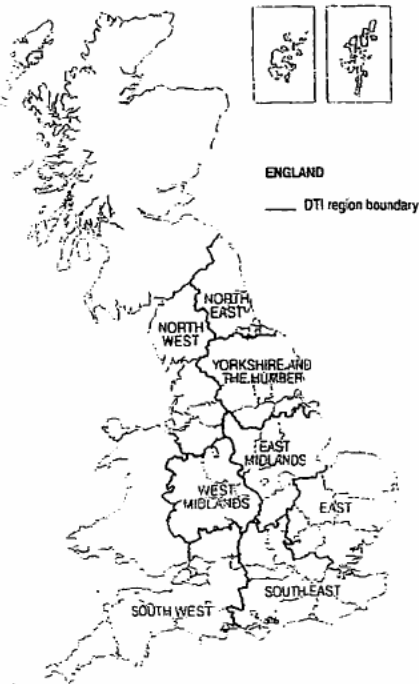 ENGLAND
DTI region boundary
NORTH
EAST
NORTH
WEST
YORKSHIRE AND
THE HUMBER
EAST
MIDLANDS
WEST
MIDLANDS
EAST
SOUTH EAST
SOUTH WEST